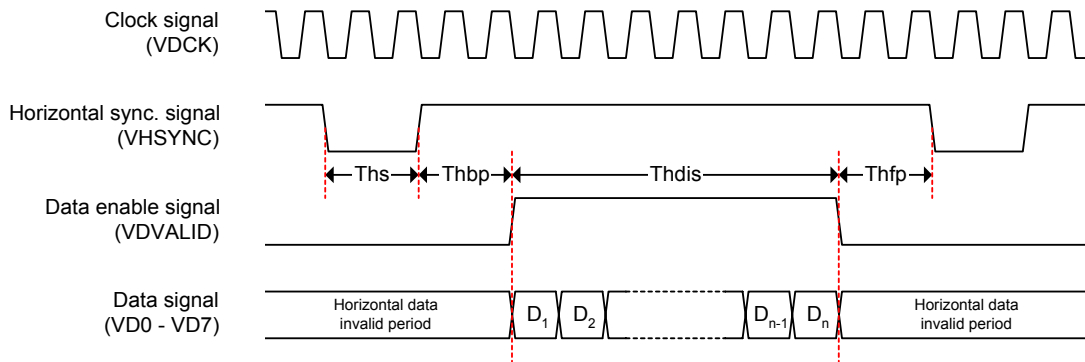 Clock signal
(VDCK)
Horizontal sync. signal
(VHSYNC)
Ths
Thbp
Thdis
Thfp
Data enable signal
(VDVALID)
Data signal
(VD0 - VD7)
Horizontal data
invalid period
D1
D2
Dn-1
Dn
Horizontal data
invalid period